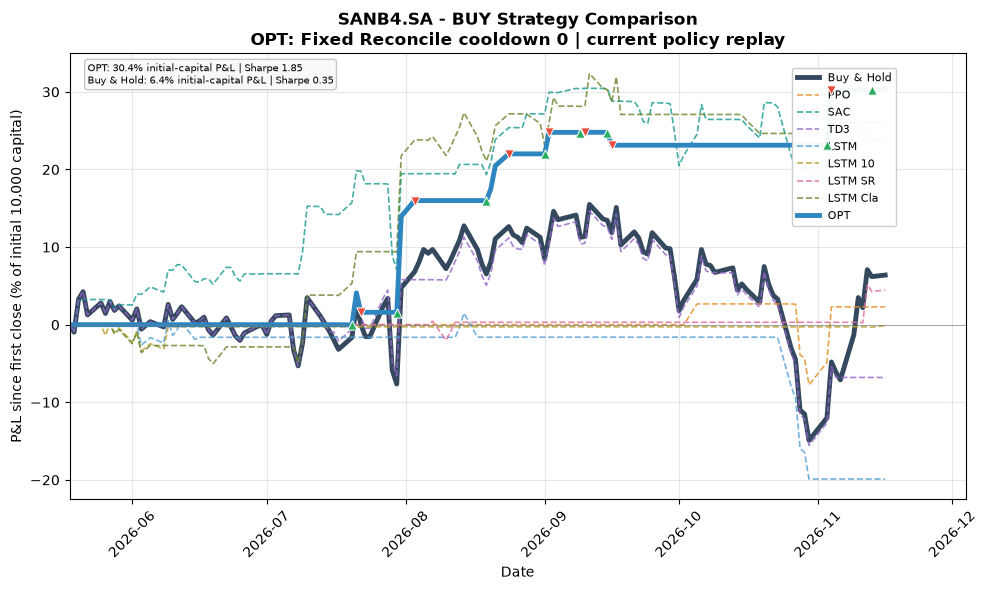 SANB4.SA - BUY Strategy Comparison
OPT: Fixed Reconcile cooldown 0 | current policy replay
OPT: 30.4% initial-capital P&L | Sharpe 1.85
Buy & Hold: 6.4% initial-capital P&L | Sharpe 0.35
Buy & Hold
PPO
SAC
TD3
LSTM
LSTM 10
LSTM SR
LSTM Cla
OPT
P&L since first close (% of initial 10,000 capital)
30
20
10
0
−10
−20
2026-06
2026-07
2026-08
2026-09
2026-10
2026-11
2026-12
Date